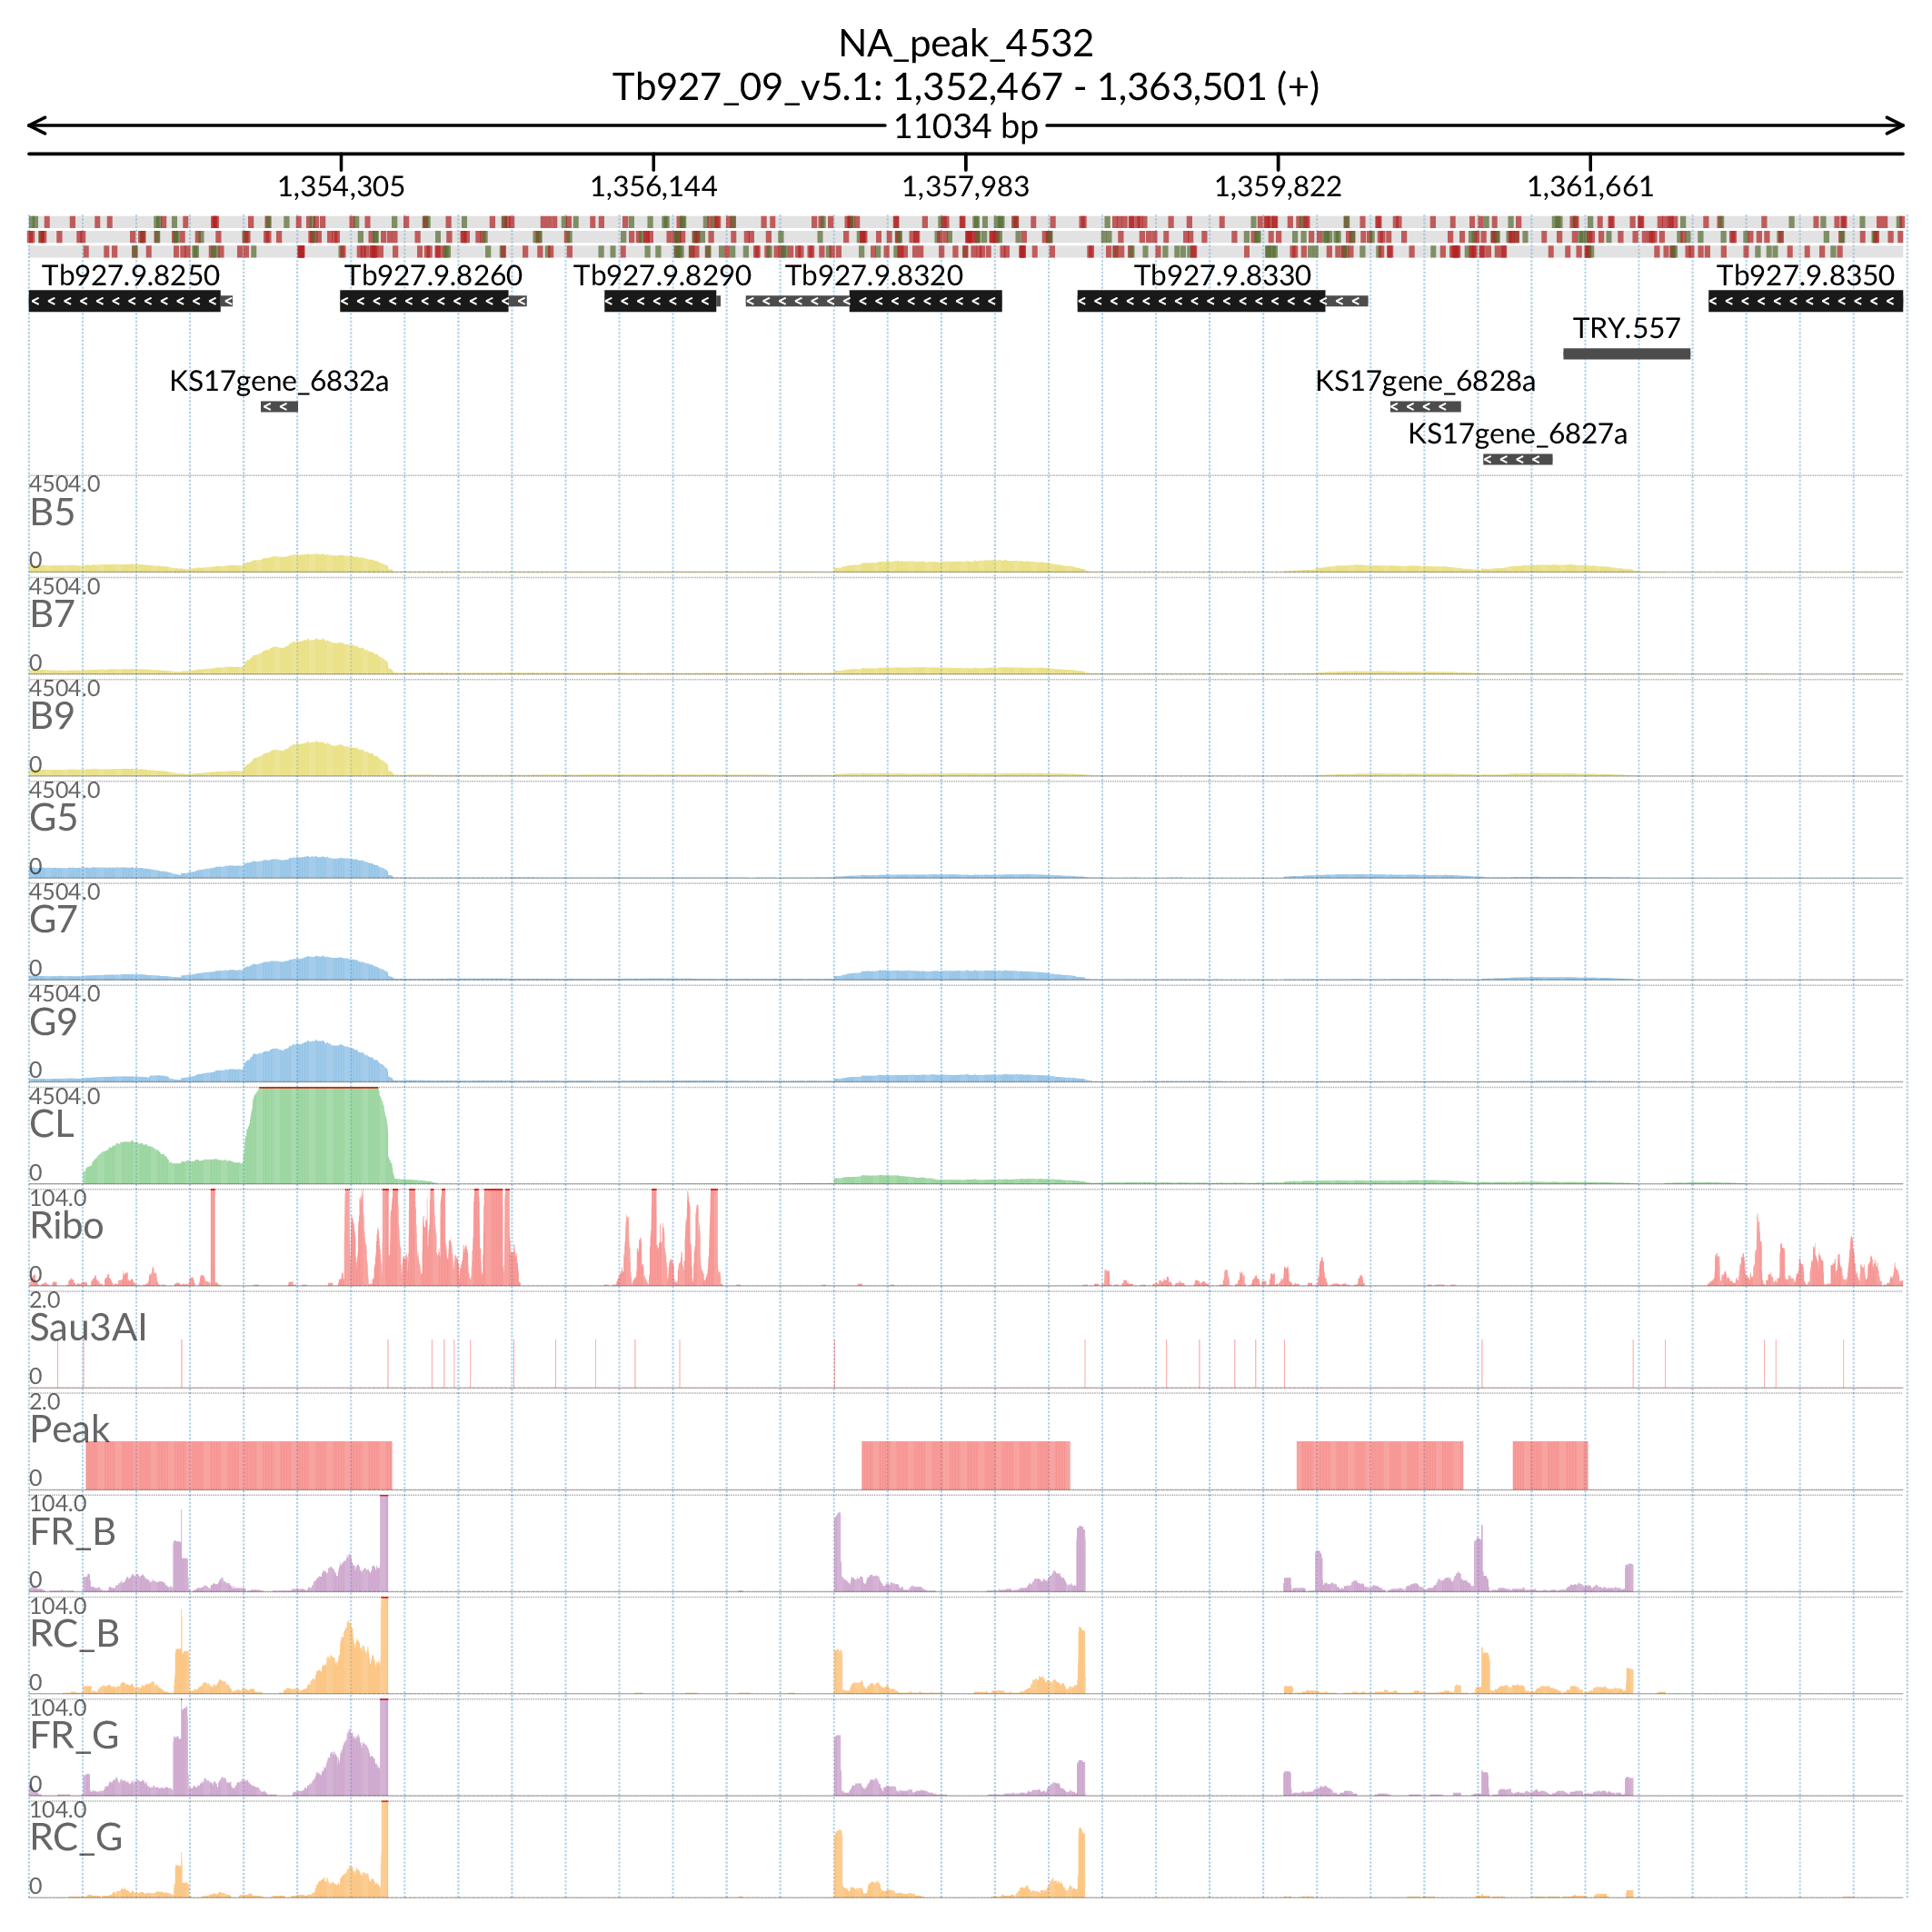 NA_peak_4532
Tb927_09_v5.1: 1,352,467 - 1,363,501 (+)
11034 bp
1,354,305 1,356,144 1,357,983 1,359,822 1,361,661
Tb927.9.8250 Tb927.9.8260 Tb927.9.8290 Tb927.9.8320 Tb927.9.8330 Tb927.9.8350
TRY.557
KS17gene_6832a KS17gene_6828a
KS17gene_6827a
4504.0
B5
0
4504.0
B7
0
4504.0
B9
0
4504.0
G5
0
4504.0
G7
0
4504.0
G9
0
4504.0
CL
0
104.0
Ribo
0
2.0
Sau3AI
0
2.0
Peak
0
104.0
FR_B
0
104.0
RC_B
0
104.0
FR_G
0
104.0
RC_G
0